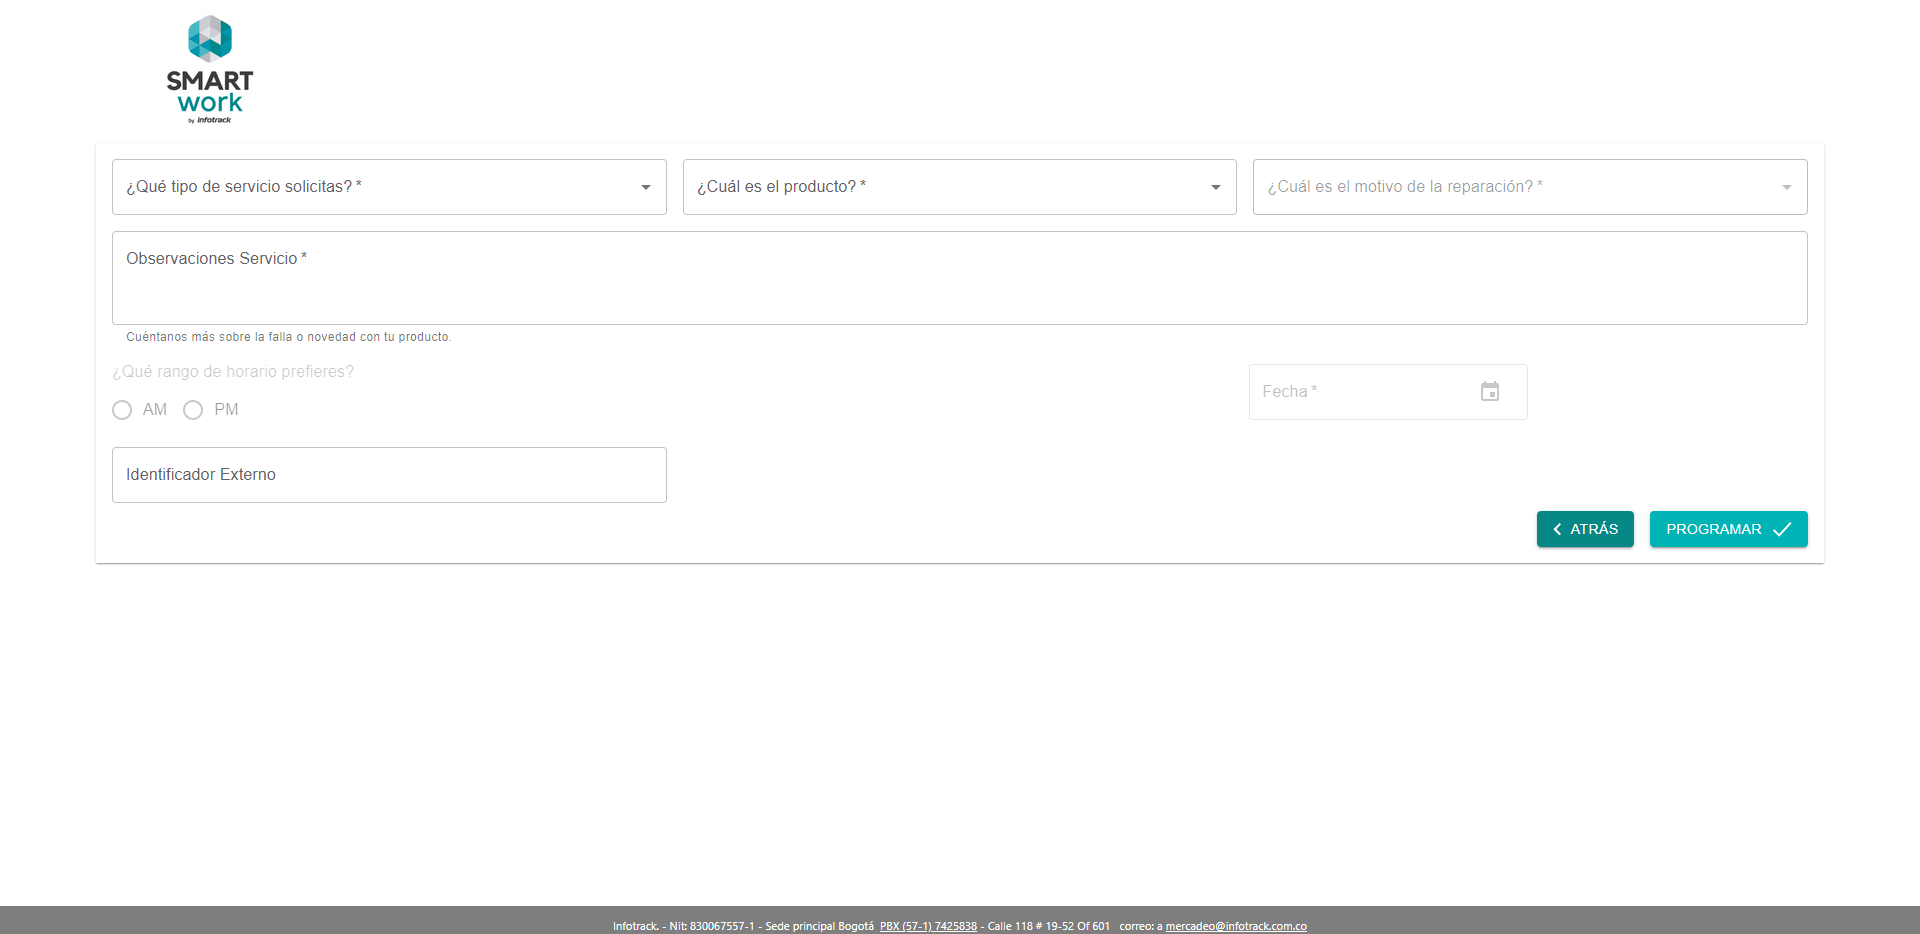 SMART
work
by infotrack
¿Qué tipo de servicio solicitas? *
¿Cuál es el producto? *
¿Cuál es el motivo de la reparación? *
Observaciones Servicio *
Cuéntanos más sobre la falla o novedad con tu producto.
¿Qué rango de horario prefieres?
Fecha *
AM PM
Identificador Externo
ATRÁS
PROGRAMAR
Infotrack. - Nit: 830067557-1 - Sede principal Bogotá PBX (57-1) 7425838 - Calle 118 # 19-52 Of 601 correo: a mercadeo@infotrack.com.co